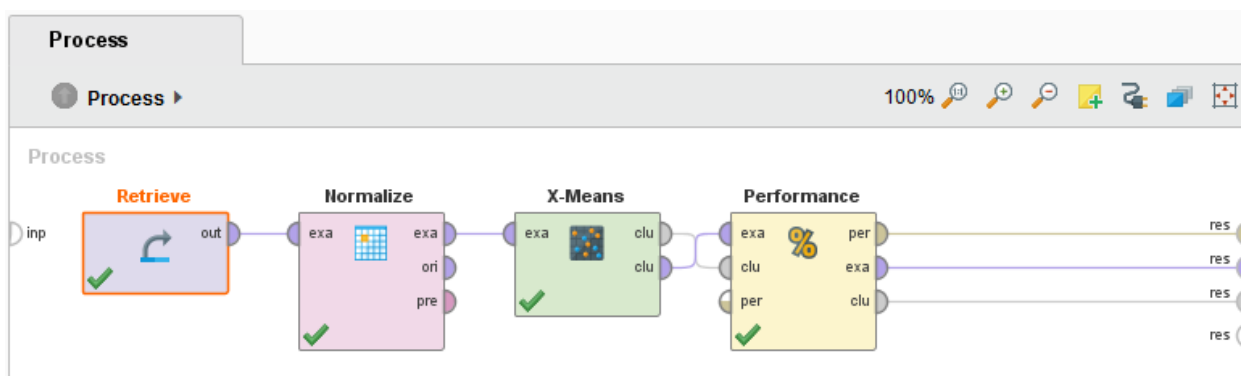 Process
Process
100%
Process
Retrieve Normalize X-Means Performance
inp out exa exa exa clu exa per res
ori clu clu exa res
pre per clu res
res